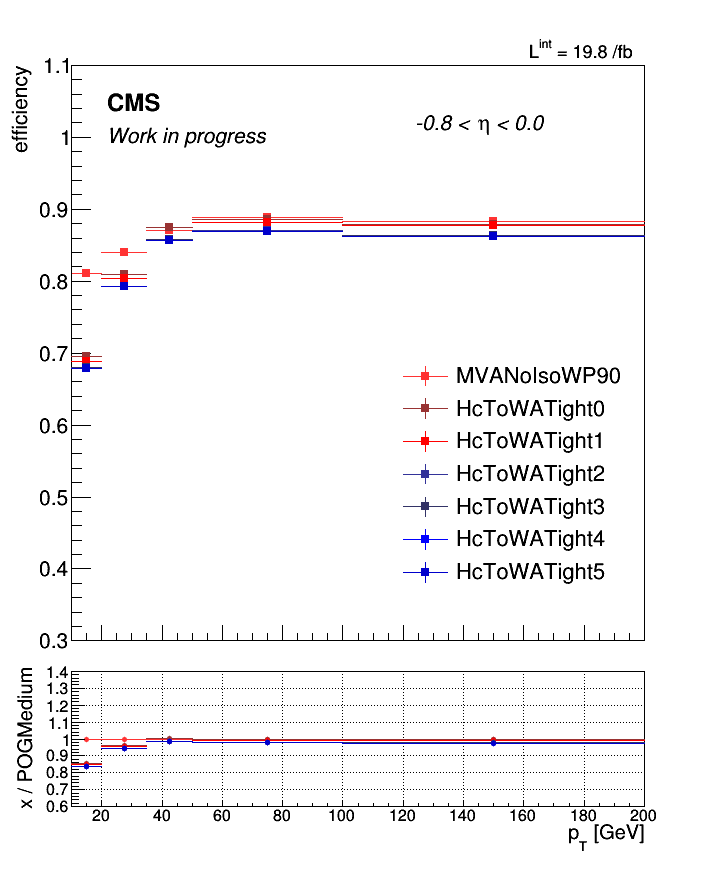 L^int = 19.8 /fb
efficiency
1.1
1
0.9
0.8
0.7
0.6
0.5
0.4
0.3
CMS
Work in progress
-0.8 < η < 0.0
MVANoIsoWP90
HcToWATight0
HcToWATight1
HcToWATight2
HcToWATight3
HcToWATight4
HcToWATight5
x / POGMedium
1.4
1.3
1.2
1.1
1
0.9
0.8
0.7
0.6
20 40 60 80 100 120 140 160 180 200
p_T [GeV]